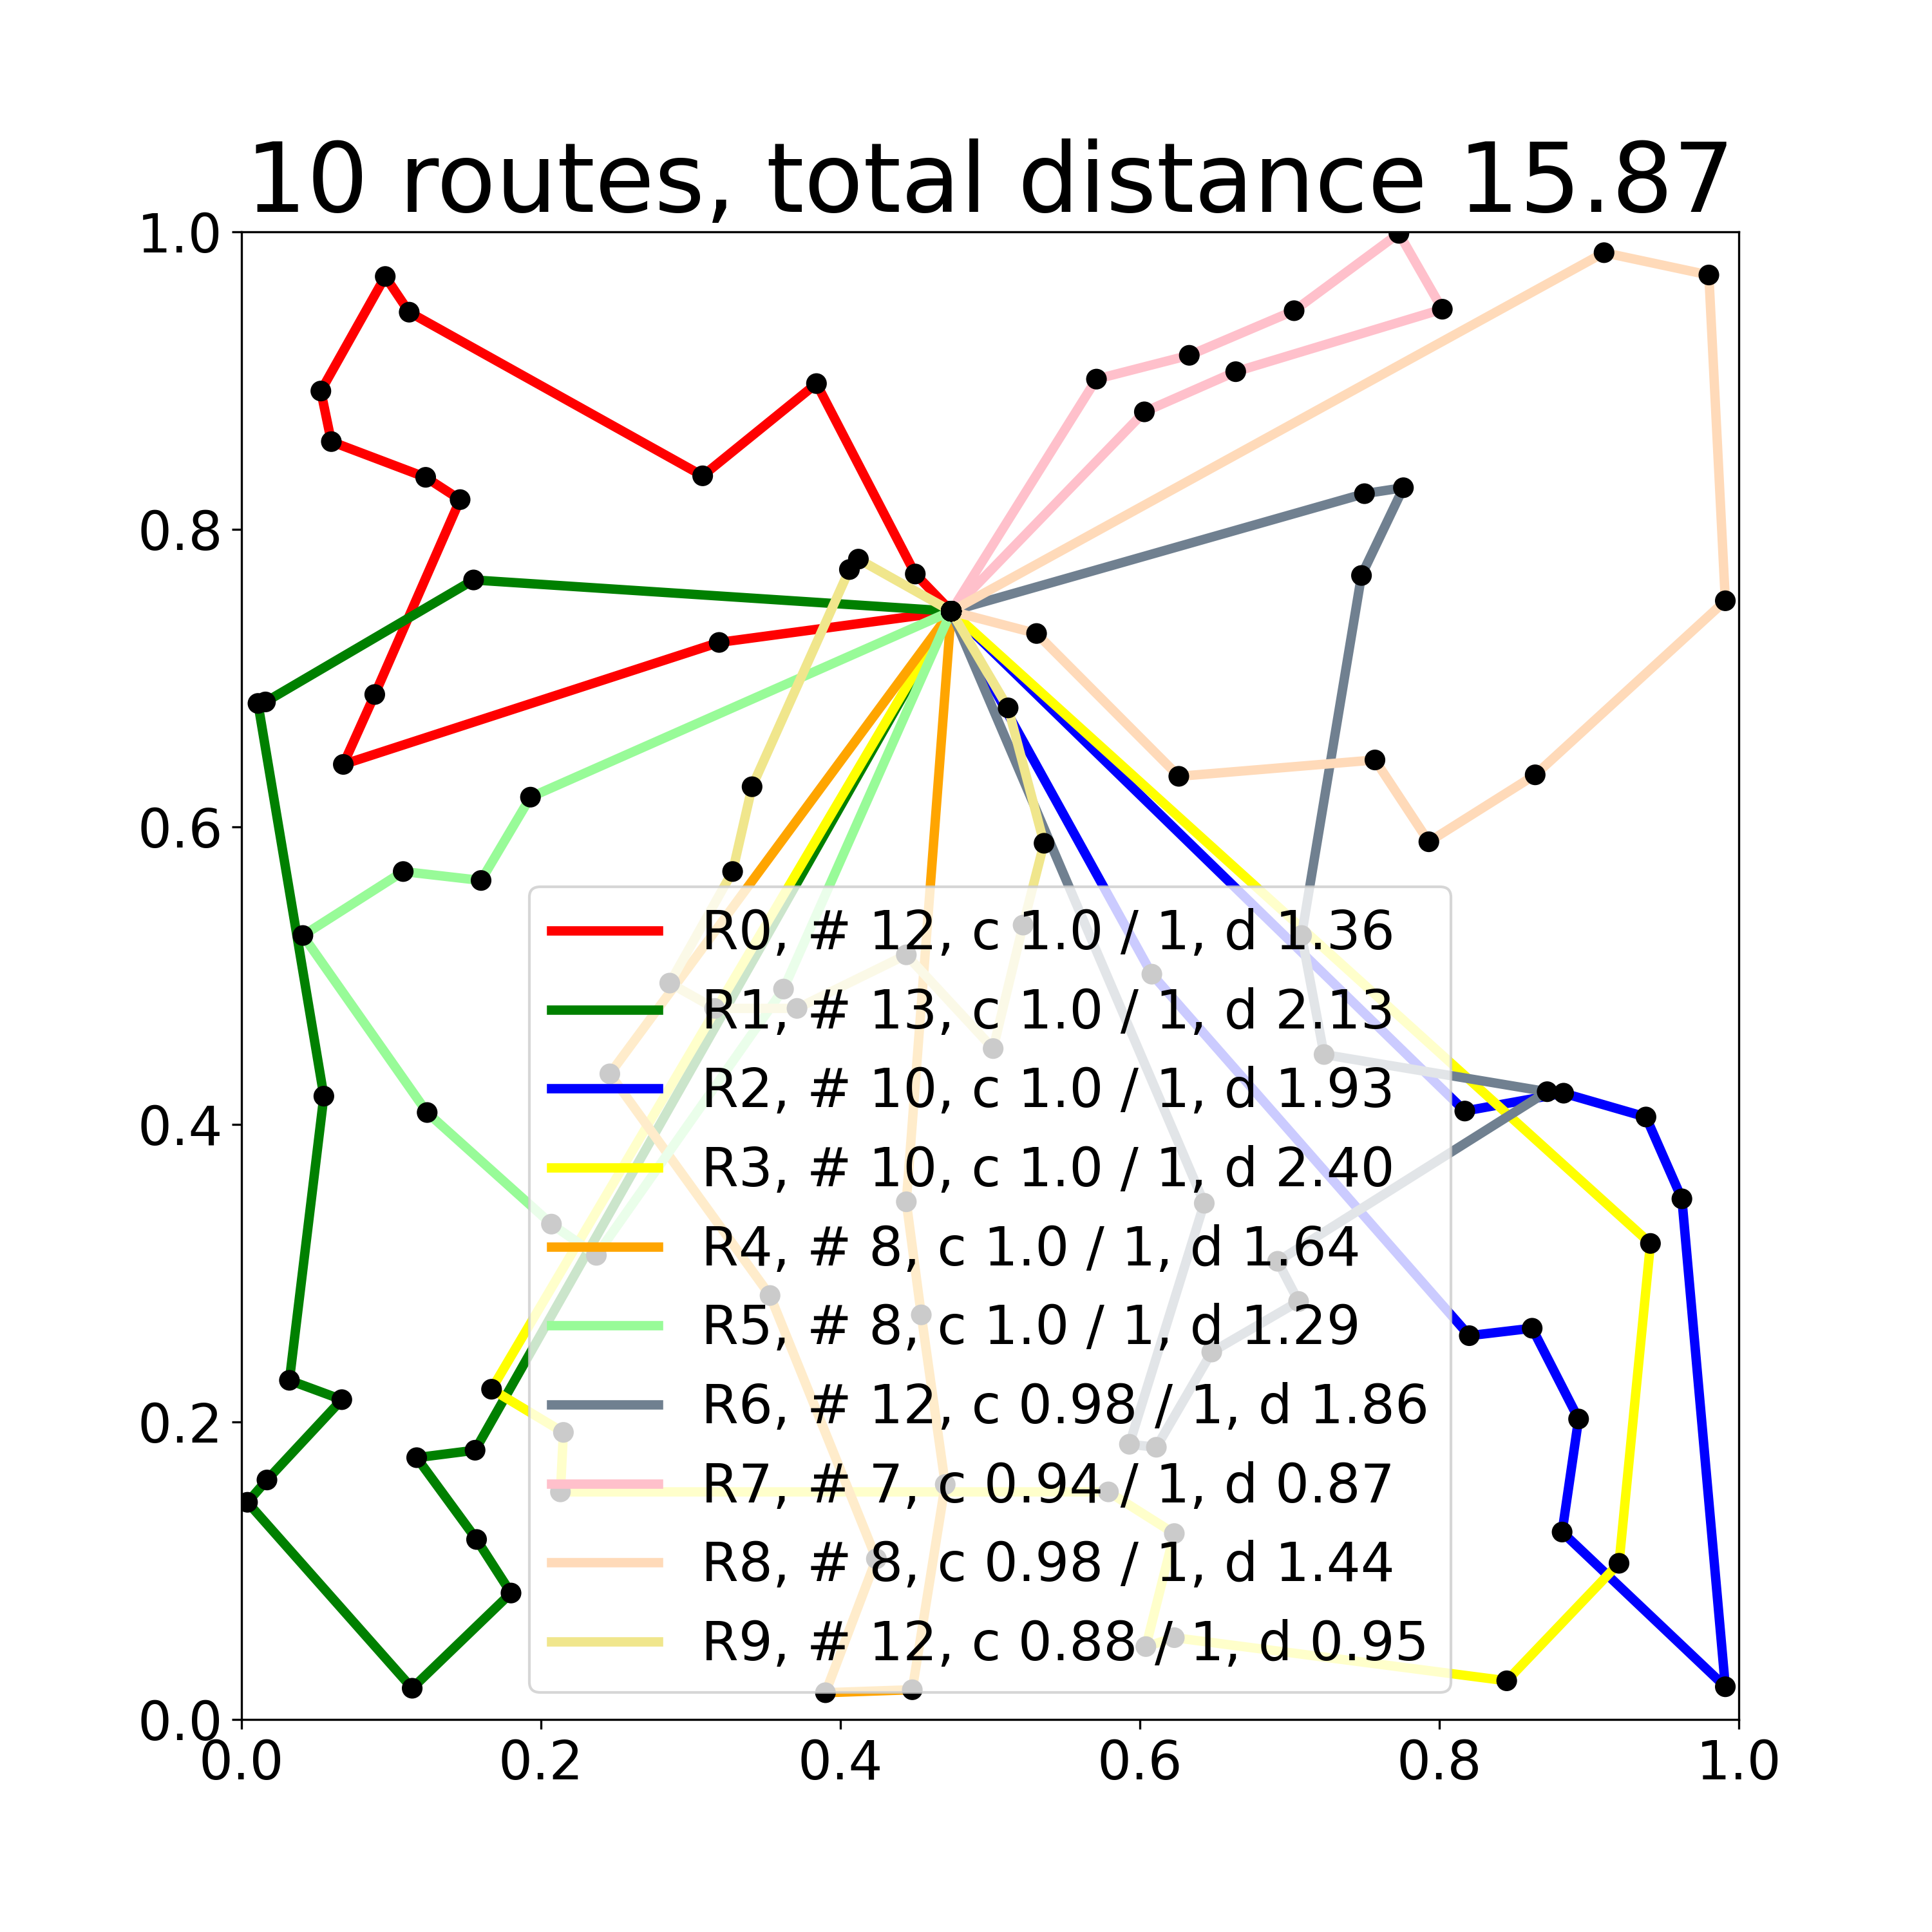 10 routes, total distance 15.87
1.0
0.8
0.6
0.4
0.2
0.0
R0, # 12, c 1.0 / 1, d 1.36
R1, # 13, c 1.0 / 1, d 2.13
R2, # 10, c 1.0 / 1, d 1.93
R3, # 10, c 1.0 / 1, d 2.40
R4, # 8, c 1.0 / 1, d 1.64
R5, # 8, c 1.0 / 1, d 1.29
R6, # 12, c 0.98 / 1, d 1.86
R7, # 7, c 0.94 / 1, d 0.87
R8, # 8, c 0.98 / 1, d 1.44
R9, # 12, c 0.88 / 1, d 0.95
0.0 0.2 0.4 0.6 0.8 1.0